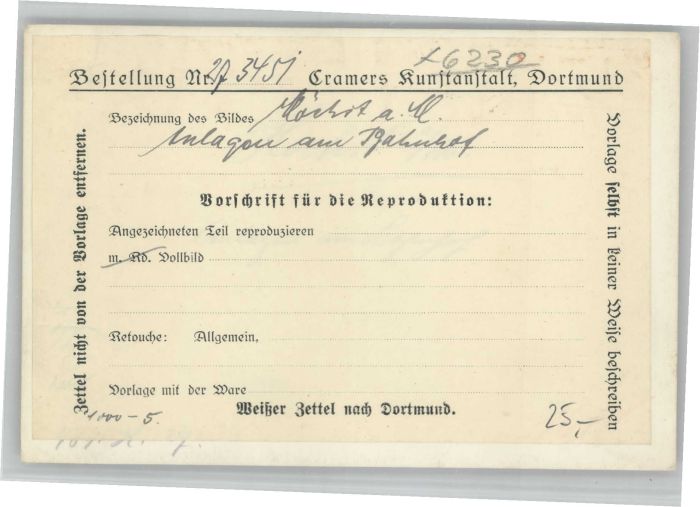 +6230
Bestellung Nr. 27 3451 Cramers Kunstanstalt, Dortmund
Bezeichnung des Bildes Höchst a. M.
Anlagen am Bahnhof
Vorschrift für die Reproduktion:
Angezeichneten Teil reproduzieren
m. Rd. Vollbild
Retouche: Allgemein,
Vorlage mit der Ware
Weißer Zettel nach Dortmund.
1000 - 5.
25,-
Zettel nicht von der Vorlage entfernen.
Vorlage selbst in keiner Weise beschreiben